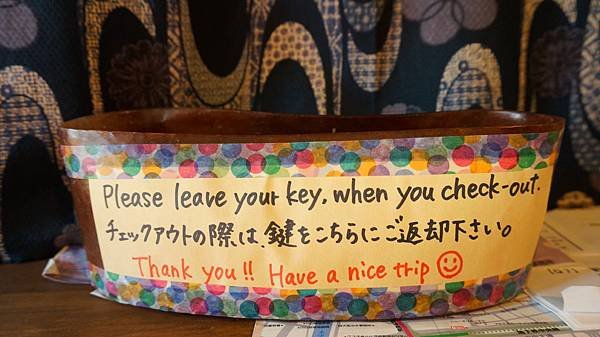 Please leave your key, when you check-out.
チェックアウトの際は、鍵をこちらにご返却下さい。
Thank you!! Have a nice trip ☺